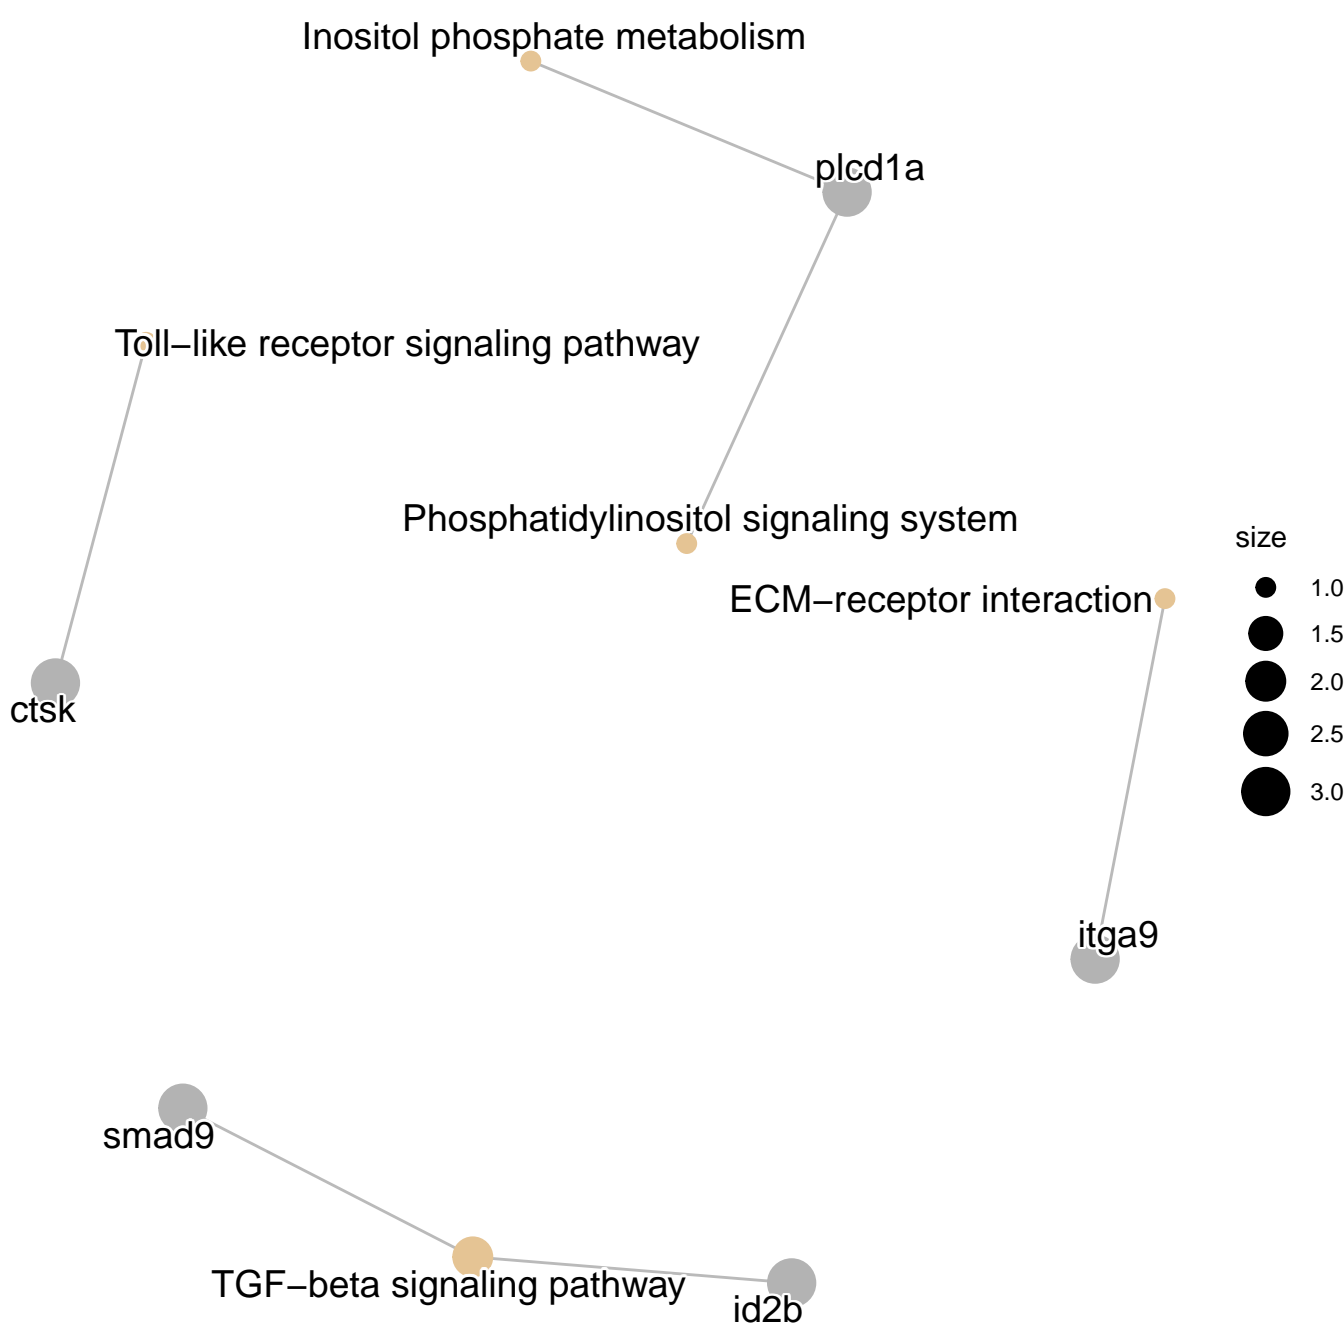 Inositol phosphate metabolism
plcd1a
Toll−like receptor signaling pathway
Phosphatidylinositol signaling system
size
1.0
ECM−receptor interaction
1.5
2.0
ctsk
2.5
3.0
itga9
smad9
TGF−beta signaling pathway
id2b